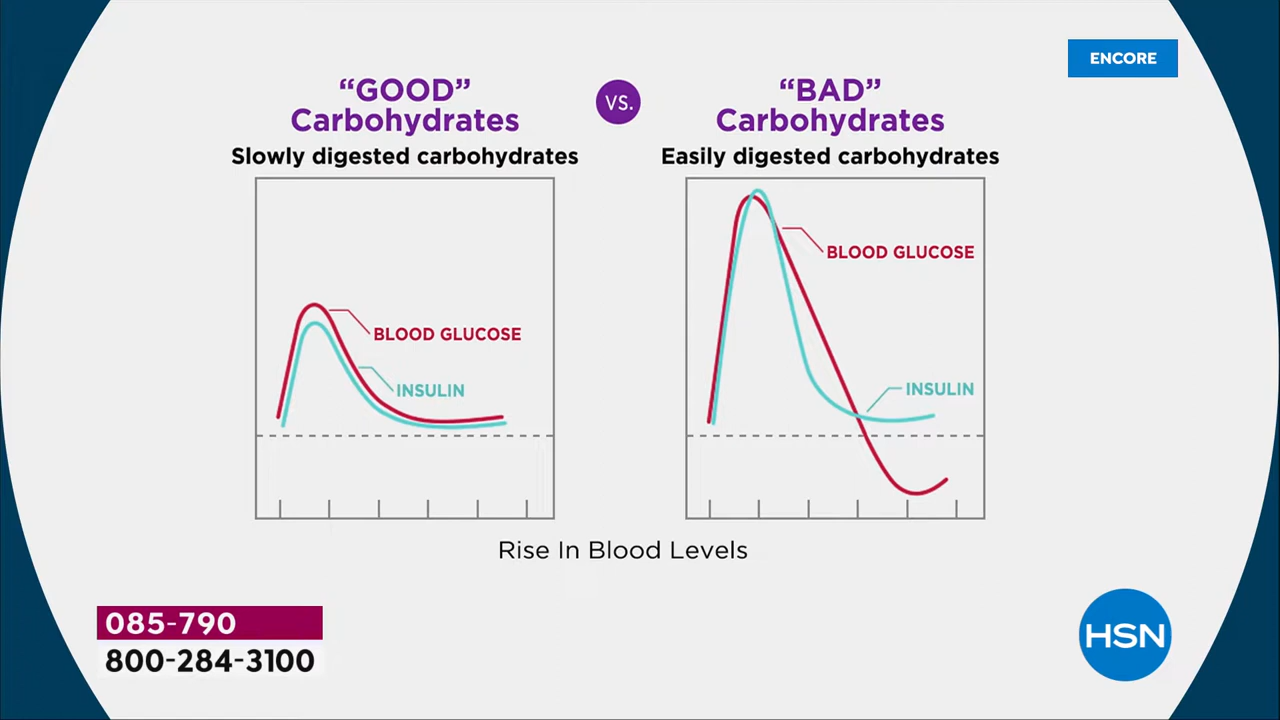 ENCORE
“GOOD”
Carbohydrates
Slowly digested carbohydrates
VS.
“BAD”
Carbohydrates
Easily digested carbohydrates
BLOOD GLUCOSE
INSULIN
BLOOD GLUCOSE
INSULIN
Rise In Blood Levels
085-790
800-284-3100
HSN